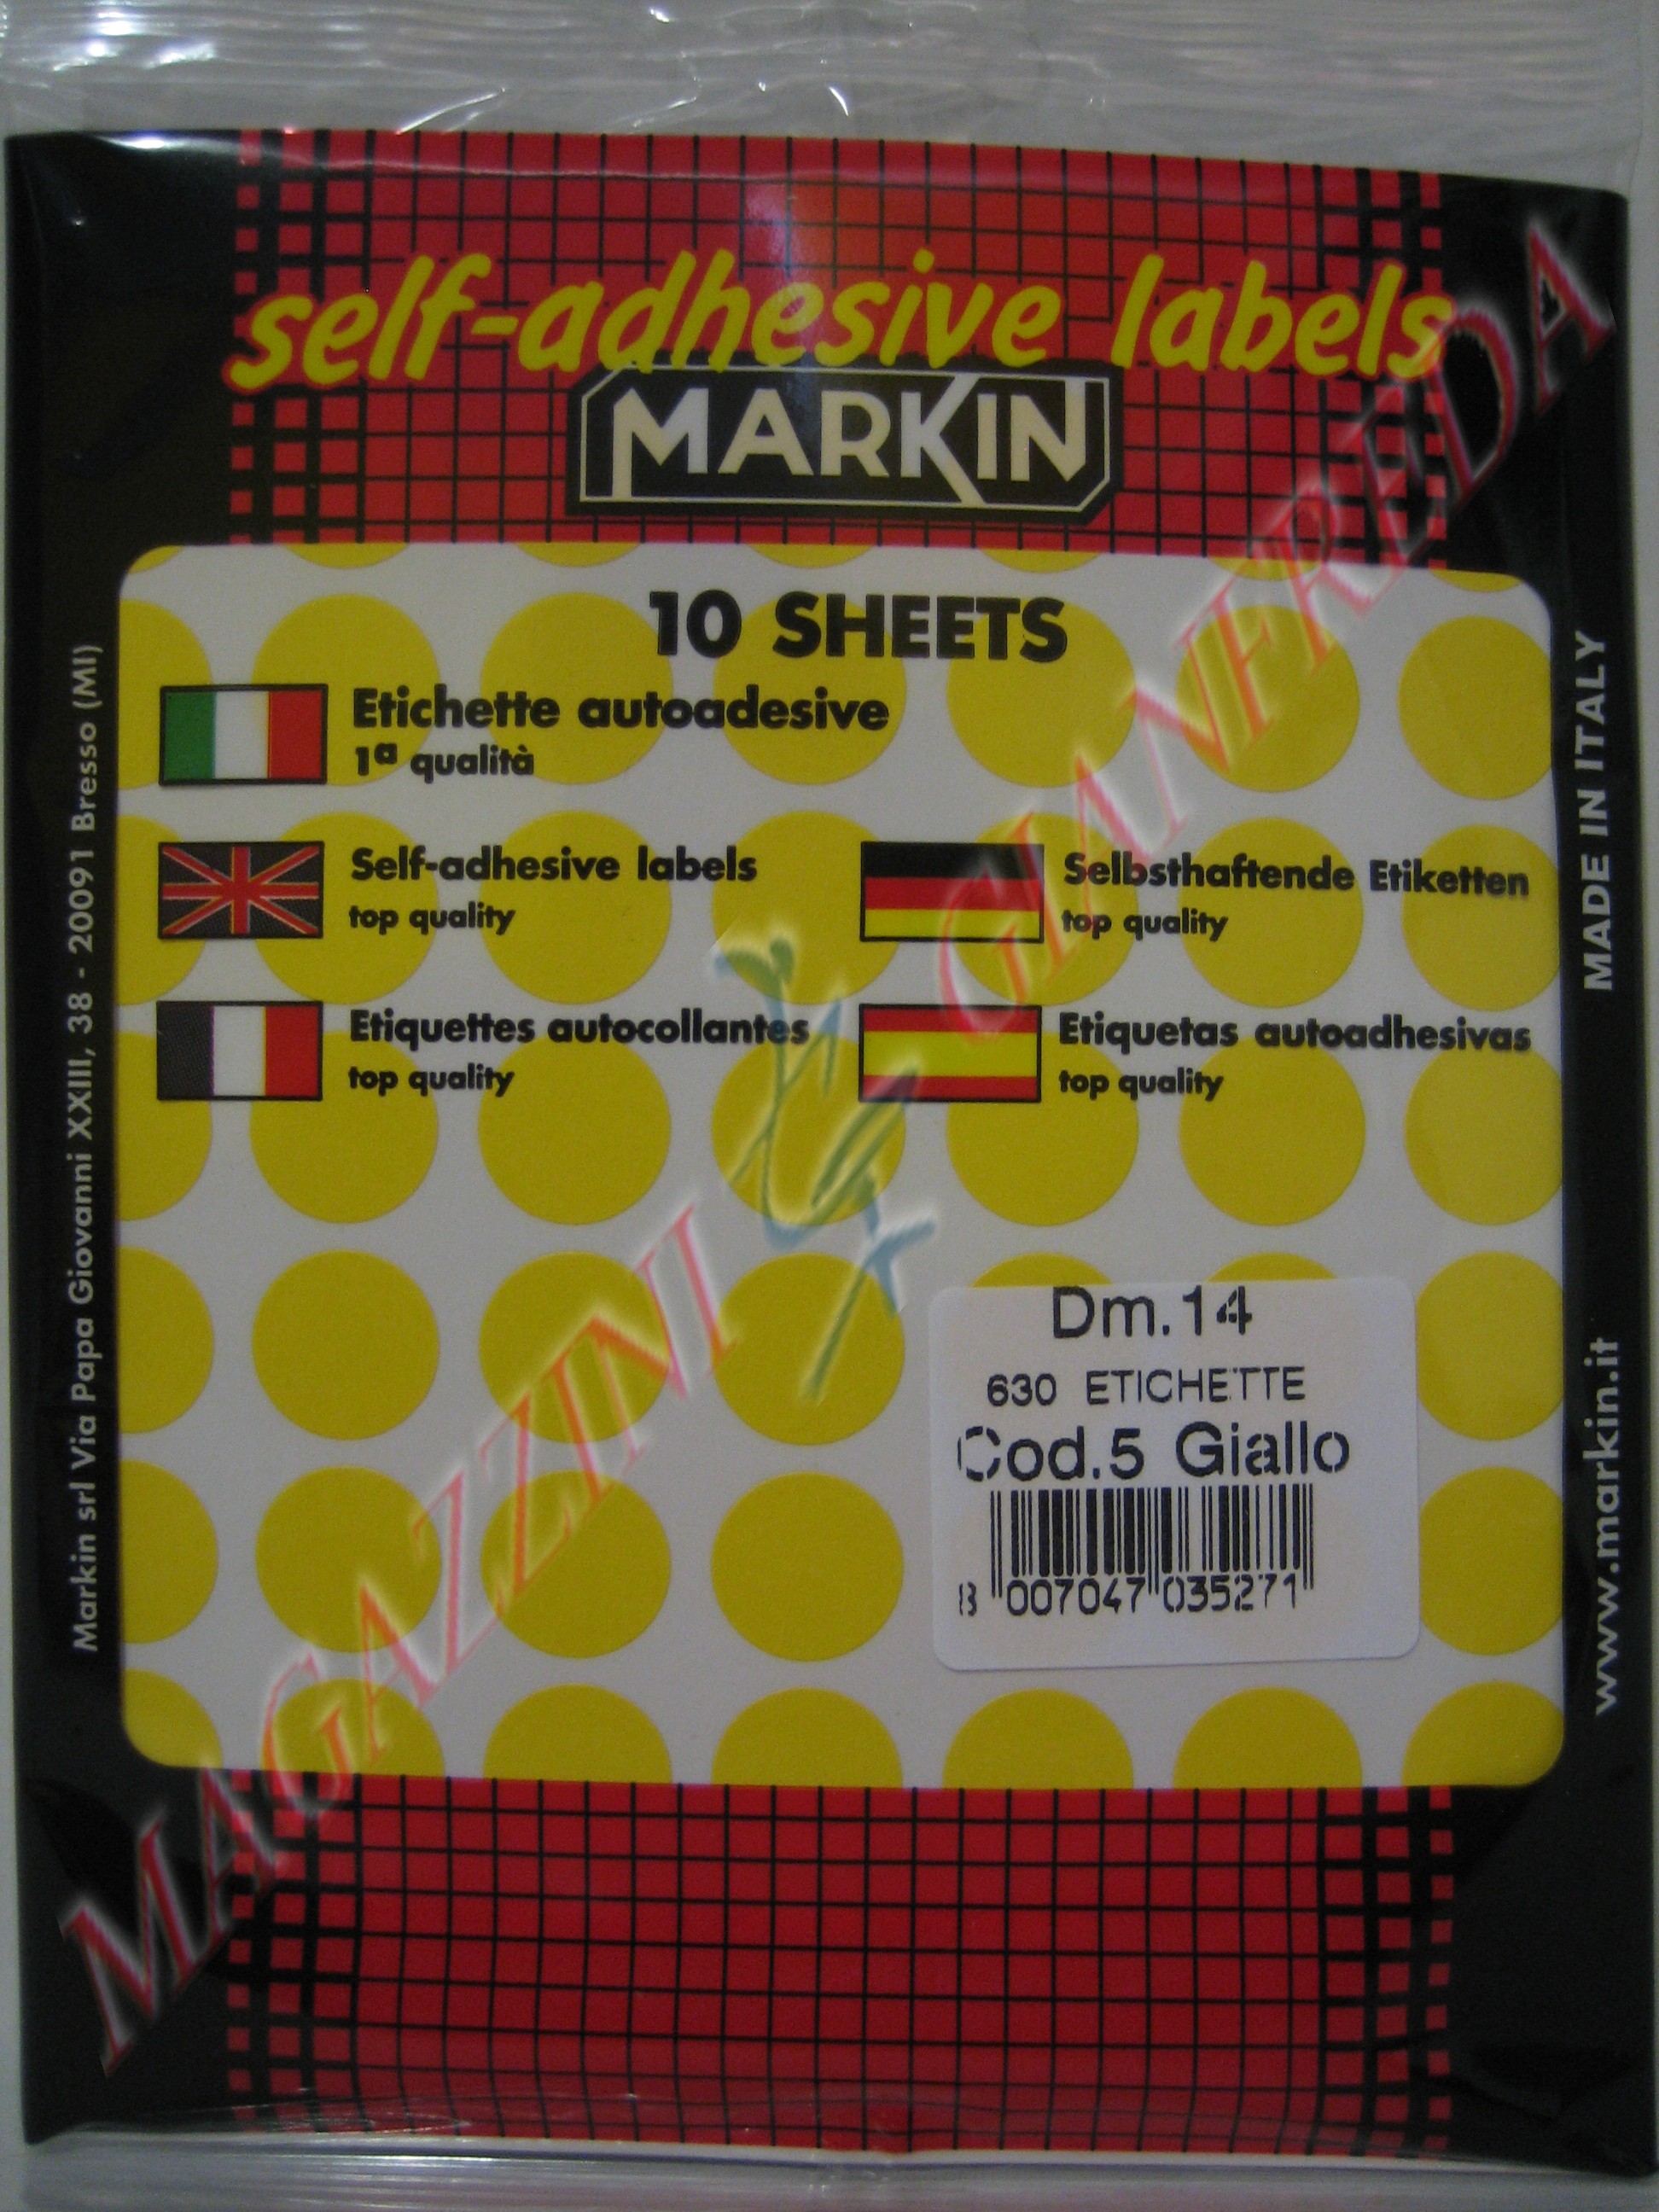 self-adhesive labels
MARKIN
10 SHEETS
Etichette autoadesive
1ª qualità
Self-adhesive labels
top quality
Selbsthaftende Etiketten
top quality
Etiquettes autocollantes
top quality
Etiquetas autoadhesivas
top quality
Dm.14
630 ETICHETTE
Cod.5 Giallo
8 007047 035271
Markin srl Via Papa Giovanni XXIII, 38 - 20091 Bresso (MI)
MADE IN ITALY
www.markin.it
MAGAZZINI GIANFREDA